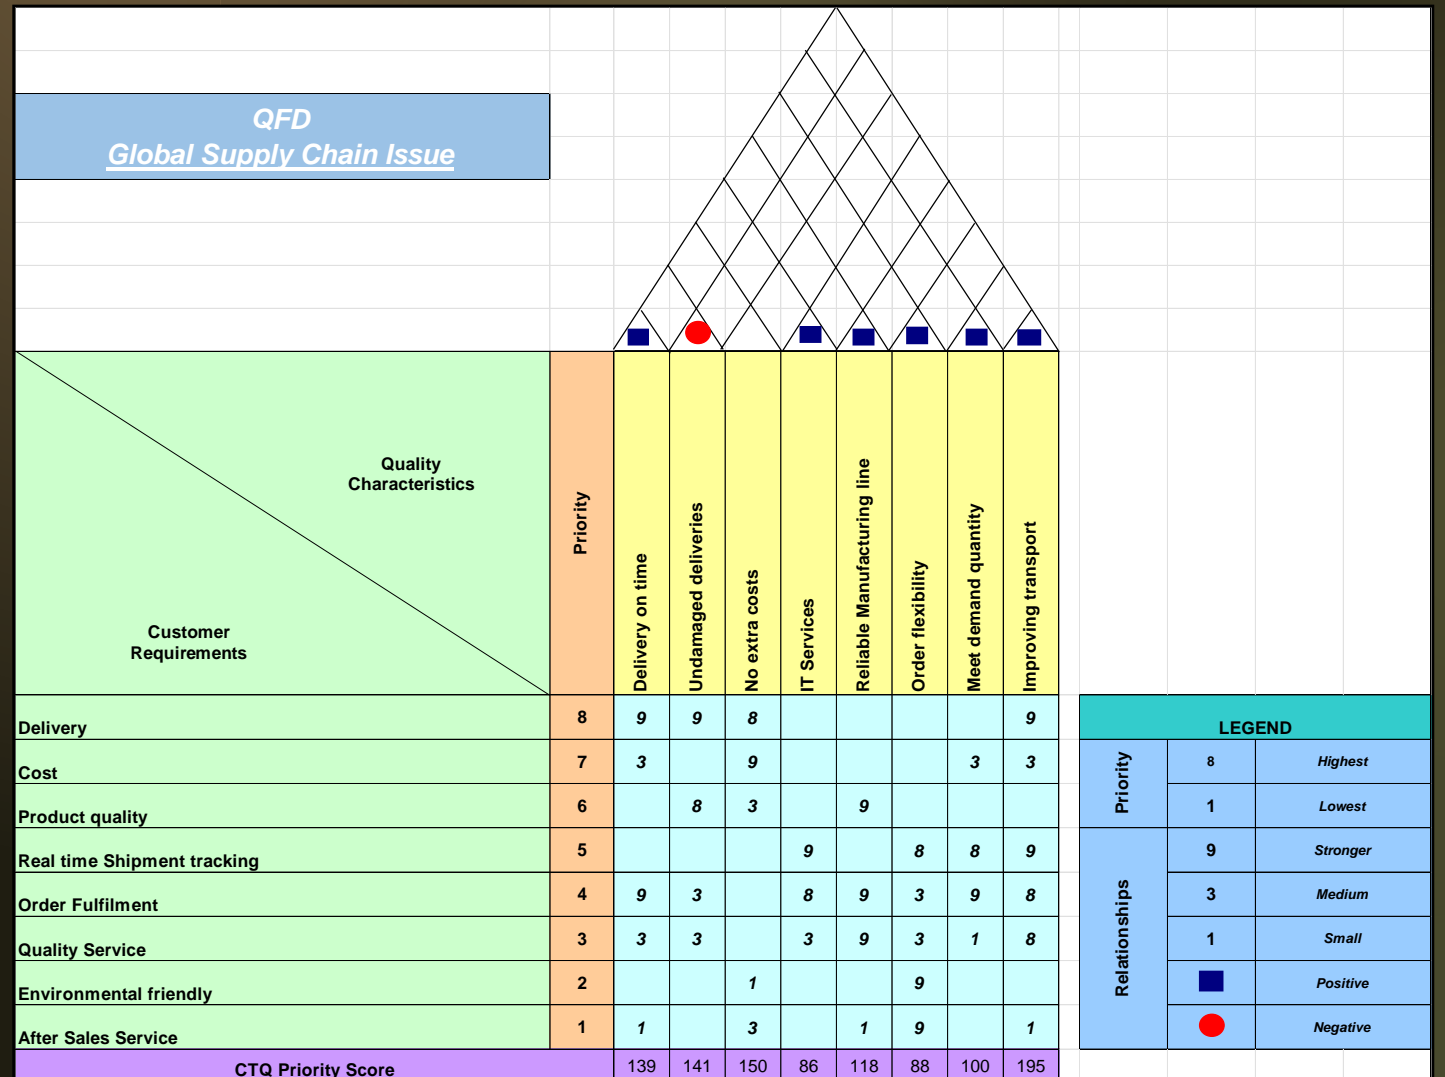 QFD
Global Supply Chain Issue
Quality
Characteristics
Customer
Requirements
Priority
Delivery on time
Undamaged deliveries
No extra costs
IT Services
Reliable Manufacturing line
Order flexibility
Meet demand quantity
Improving transport
Delivery 8 9 9 8 9
Cost 7 3 9 3 3
Product quality 6 8 3 9
Real time Shipment tracking 5 9 8 8 9
Order Fulfilment 4 9 3 8 9 3 9 8
Quality Service 3 3 3 3 9 3 1 8
Environmental friendly 2 1 9
After Sales Service 1 1 3 1 9 1
CTQ Priority Score 139 141 150 86 118 88 100 195
LEGEND
Priority
8 Highest
1 Lowest
Relationships
9 Stronger
3 Medium
1 Small
Positive
Negative